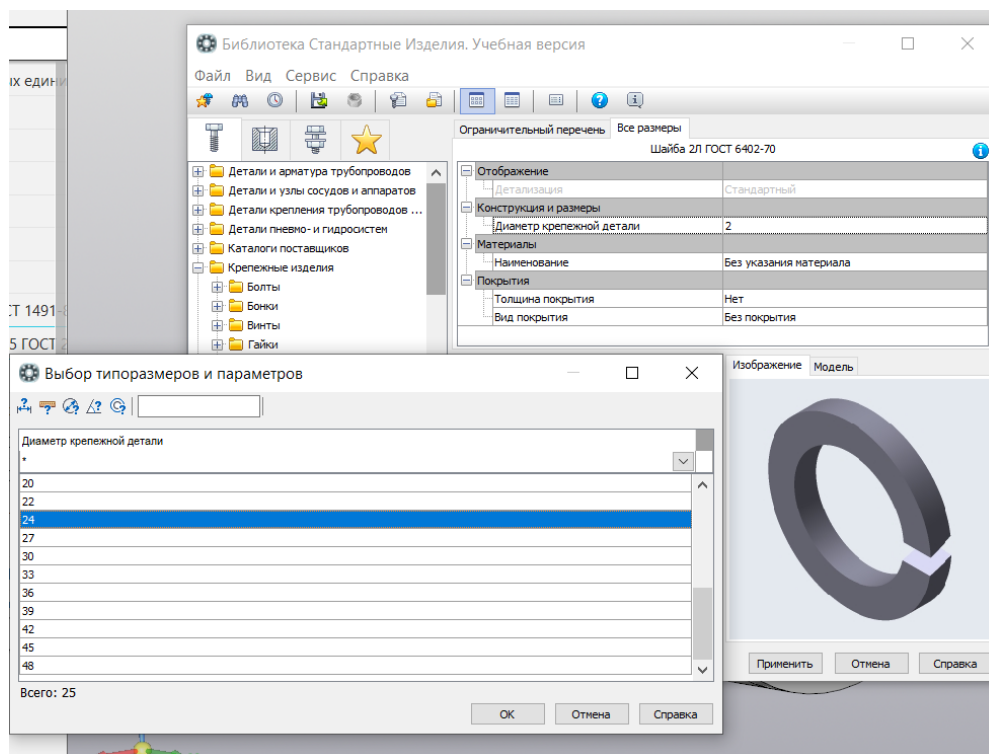 Библиотека Стандартные Изделия. Учебная версия
Файл Вид Сервис Справка
Ограничительный перечень Все размеры
Шайба 2Л ГОСТ 6402-70
Детали и арматура трубопроводов
Детали и узлы сосудов и аппаратов
Детали крепления трубопроводов ...
Детали пневмо- и гидросистем
Каталоги поставщиков
Крепежные изделия
Болты
Бонки
Винты
Гайки
Отображение
Детализация Стандартный
Конструкция и размеры
Диаметр крепежной детали 2
Материалы
Наименование Без указания материала
Покрытия
Толщина покрытия Нет
Вид покрытия Без покрытия
их едини
СТ 1491-8
5 ГОСТ 2
Выбор типоразмеров и параметров
Диаметр крепежной детали
*
20
22
24
27
30
33
36
39
42
45
48
Всего: 25
ОК Отмена Справка
Изображение Модель
Применить Отмена Справка